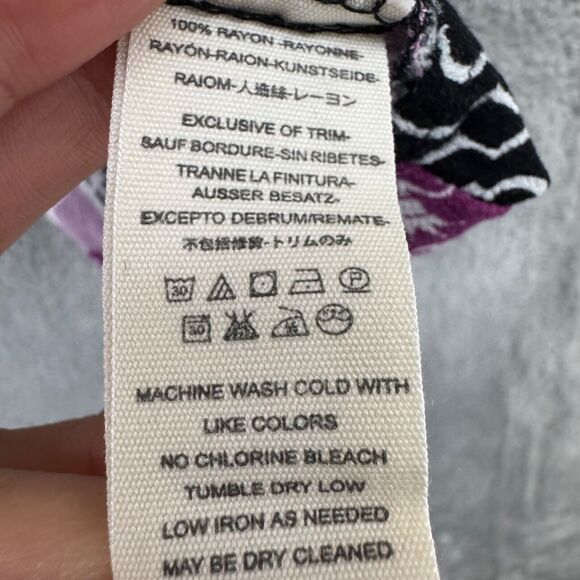 100% RAYON -RAYONNE-
RAYÓN-RAION-KUNSTSEIDE-
RAIOM-人造絲-レーヨン
EXCLUSIVE OF TRIM-
SAUF BORDURE-SIN RIBETES-
TRANNE LA FINITURA-
AUSSER BESATZ-
EXCEPTO DEBRUM/REMATE-
不包括修飾-トリムのみ
30 P
30
MACHINE WASH COLD WITH
LIKE COLORS
NO CHLORINE BLEACH
TUMBLE DRY LOW
LOW IRON AS NEEDED
MAY BE DRY CLEANED